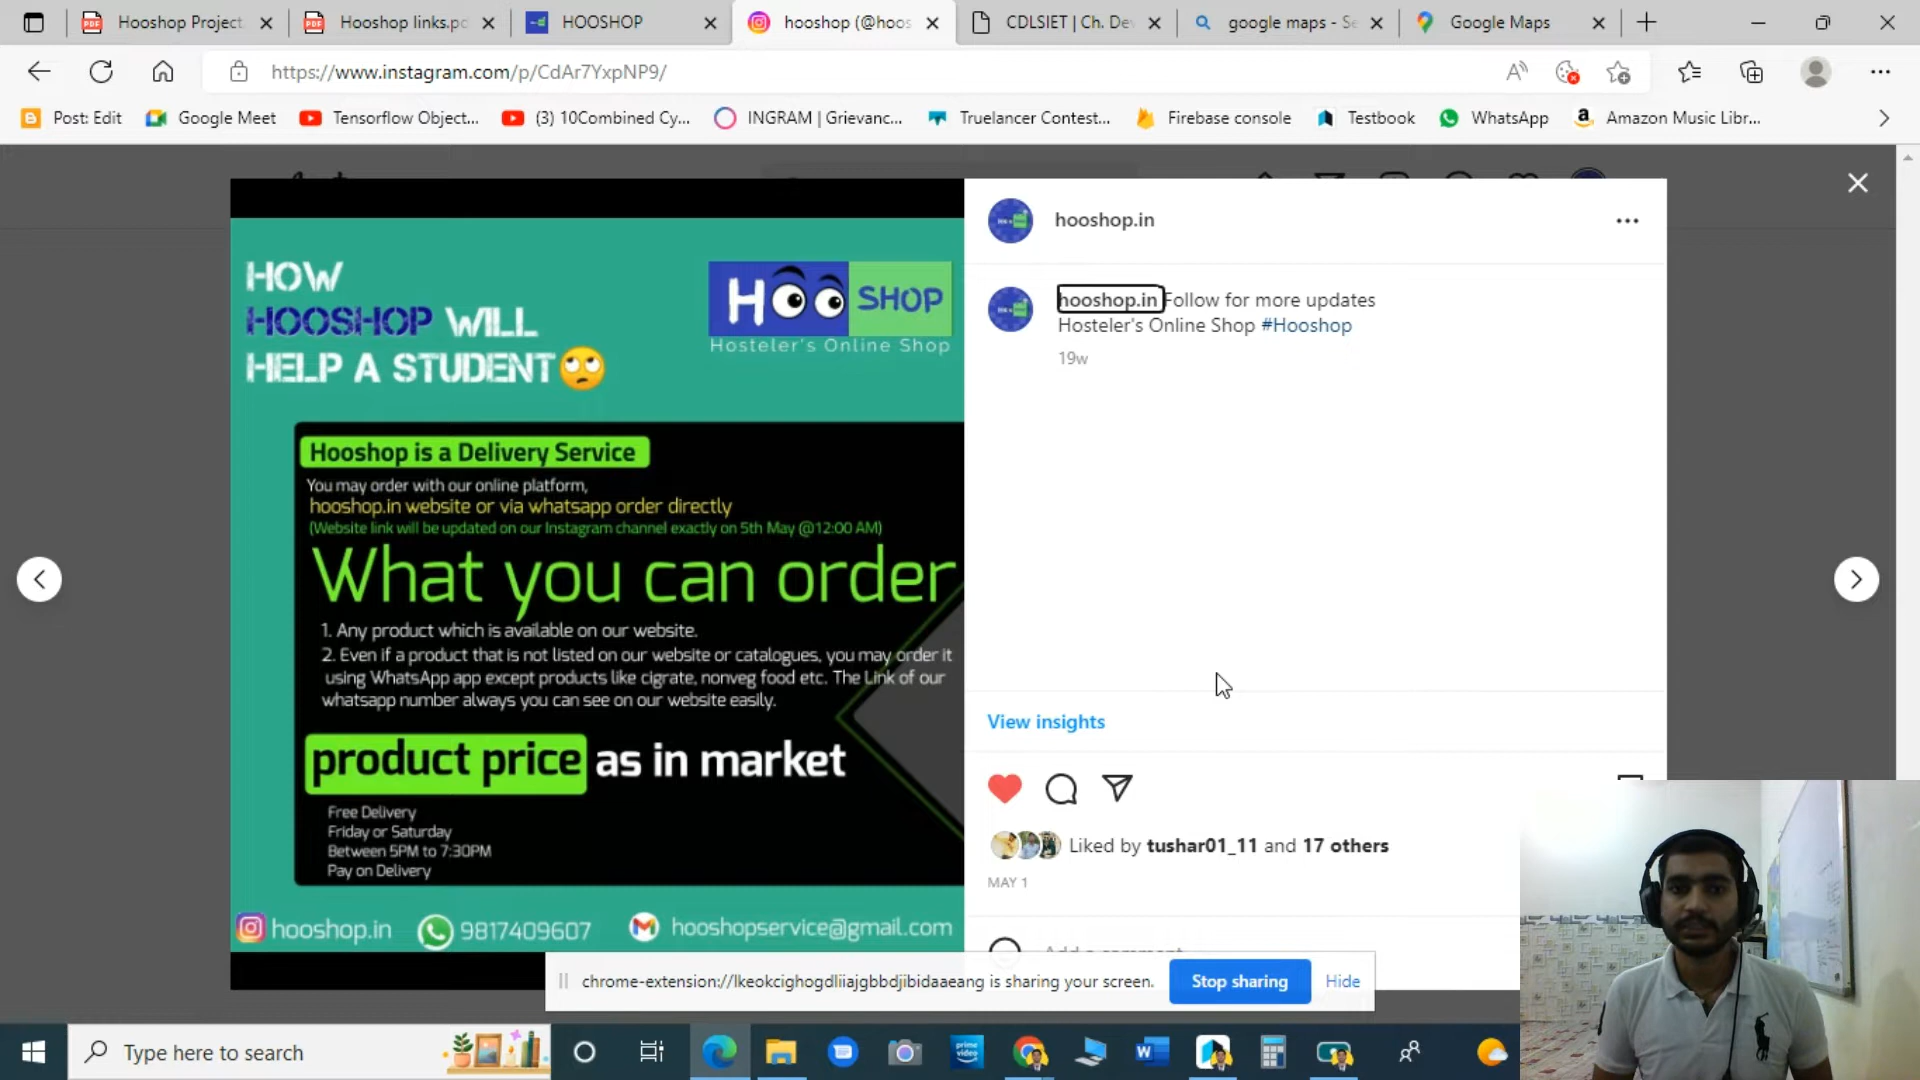 Hooshop Project
Hooshop links.pd
HOOSHOP
hooshop (@hoos
CDLSIET | Ch. De
google maps - Se
Google Maps
https://www.instagram.com/p/CdAr7YxpNP9/
Post: Edit
Google Meet
Tensorflow Object...
(3) 10Combined Cy...
INGRAM | Grievanc...
Truelancer Contest...
Firebase console
Testbook
WhatsApp
Amazon Music Libr...
HOW
HOOSHOP WILL
HELP A STUDENT
HOO SHOP
Hosteler's Online Shop
Hooshop is a Delivery Service
You may order with our online platform,
hooshop.in website or via whatsapp order directly
(Website link will be updated on our Instagram channel exactly on 5th May @12:00 AM)
What you can order
1. Any product which is available on our website.
2. Even if a product that is not listed on our website or catalogues, you may order it
using WhatsApp app except products like cigrate, nonveg food etc. The Link of our
whatsapp number always you can see on our website easily.
product price as in market
Free Delivery
Friday or Saturday
Between 5PM to 7:30PM
Pay on Delivery
hooshop.in
9817409607
hooshopservice@gmail.com
hooshop.in
hooshop.in Follow for more updates
Hosteler's Online Shop #Hooshop
19w
View insights
Liked by tushar01_11 and 17 others
MAY 1
Add a comment
chrome-extension://lkeokcighogdliiajgbbdjibidaaeang is sharing your screen.
Stop sharing
Hide
Type here to search
prime video